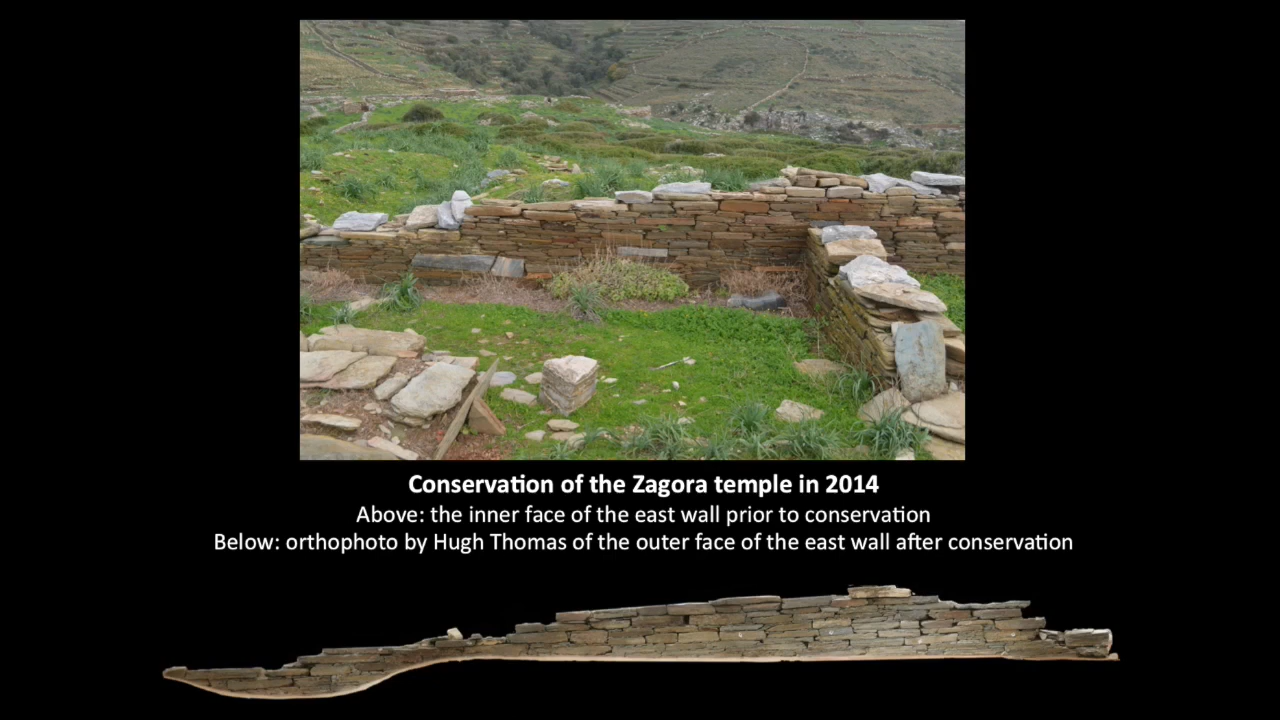 Conservation of the Zagora temple in 2014
Above: the inner face of the east wall prior to conservation
Below: orthophoto by Hugh Thomas of the outer face of the east wall after conservation